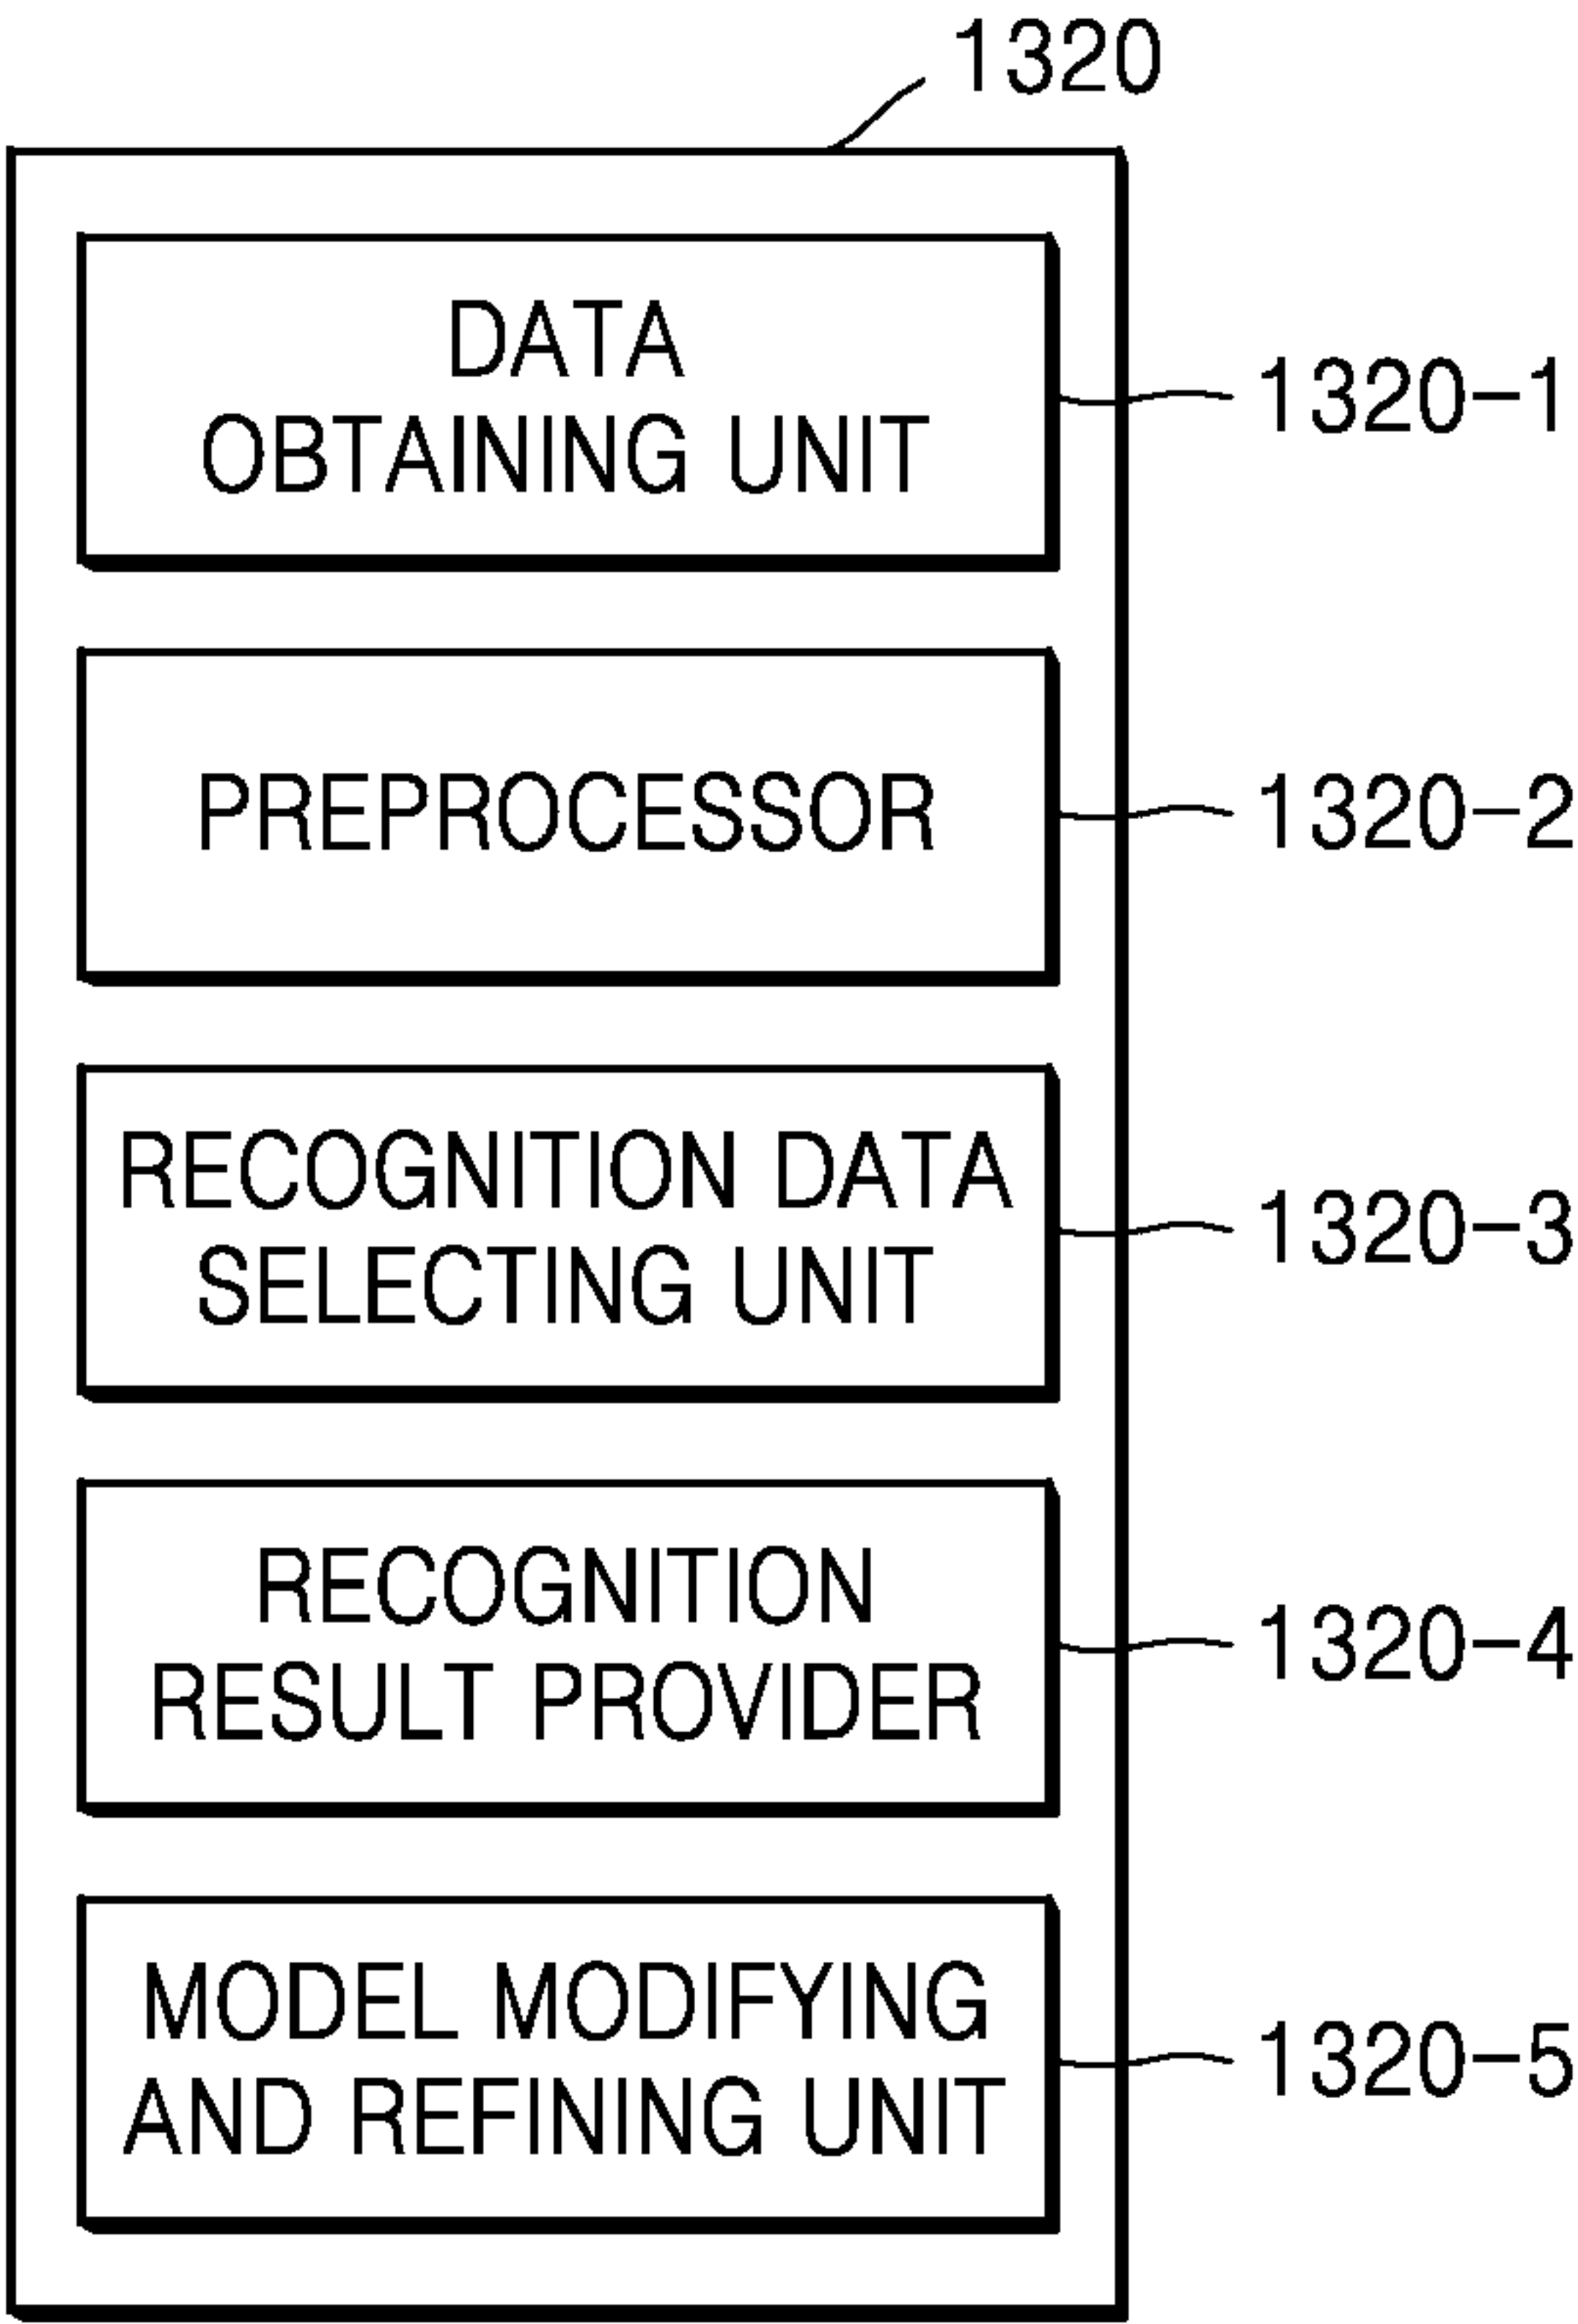 1320
DATA
OBTAINING UNIT
1320-1
PREPROCESSOR
1320-2
RECOGNITION DATA
SELECTING UNIT
1320-3
RECOGNITION
RESULT PROVIDER
1320-4
MODEL MODIFYING
AND REFINING UNIT
1320-5